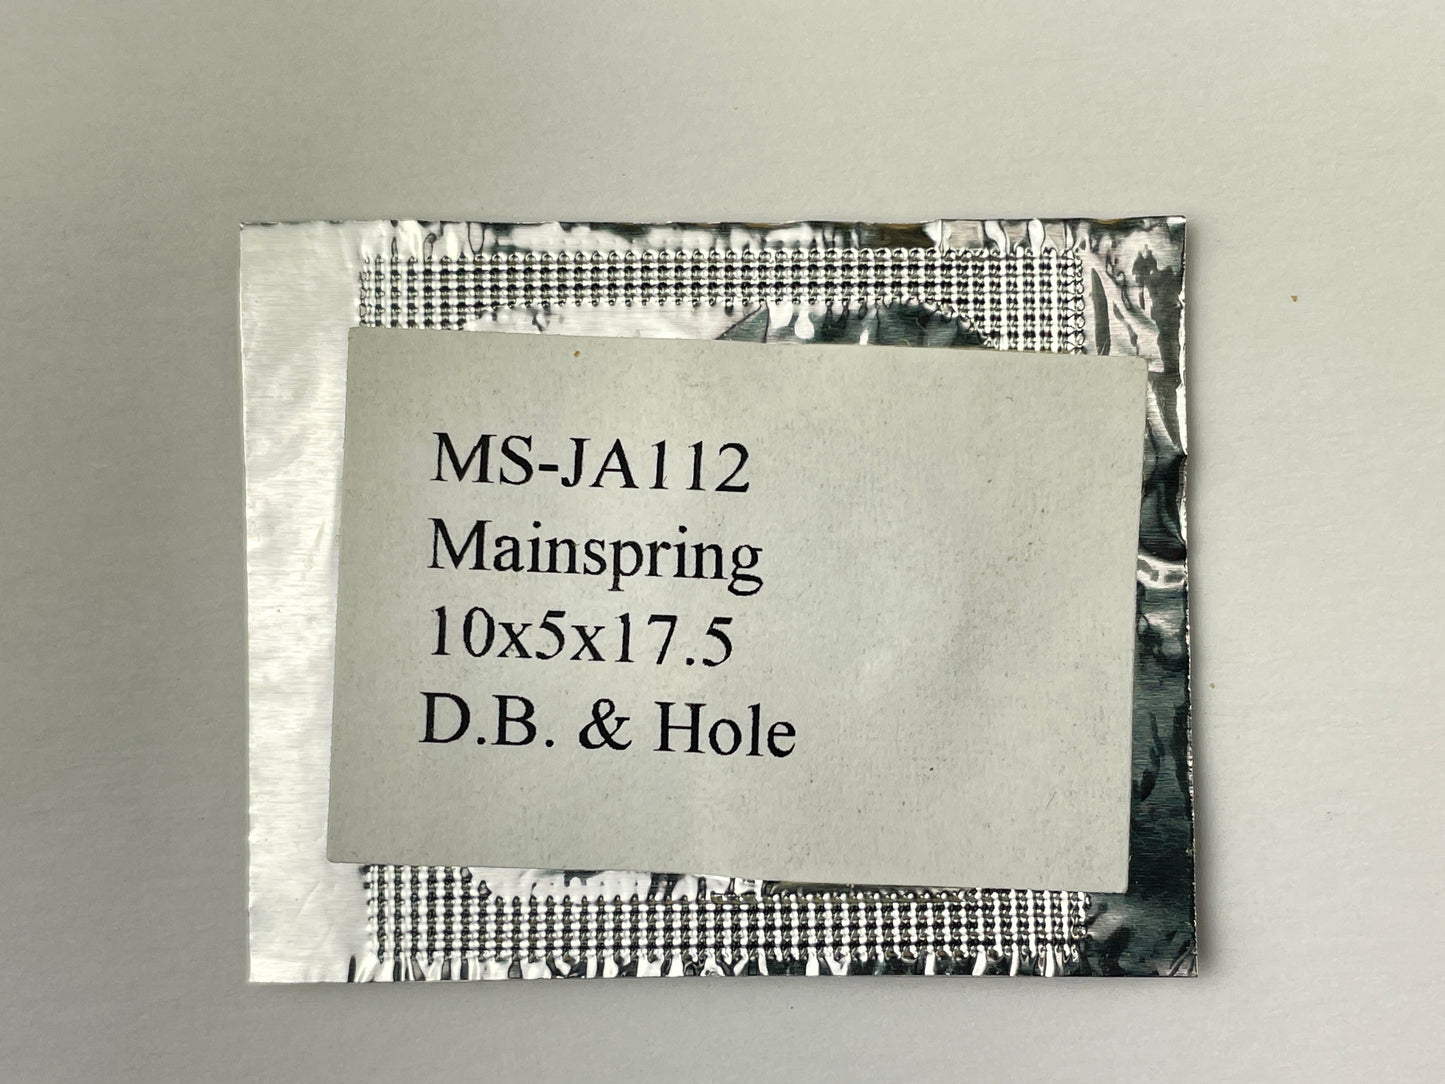 MS-JA112
Mainspring
10x5x17.5
D.B. & Hole